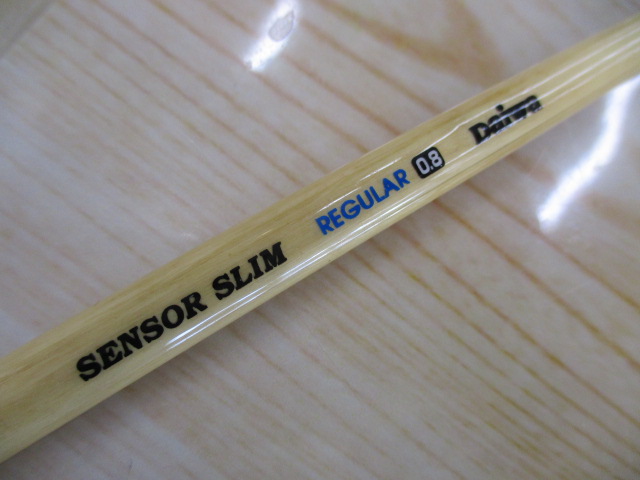 SENSOR SLIM REGULAR 0.8 Daiwa